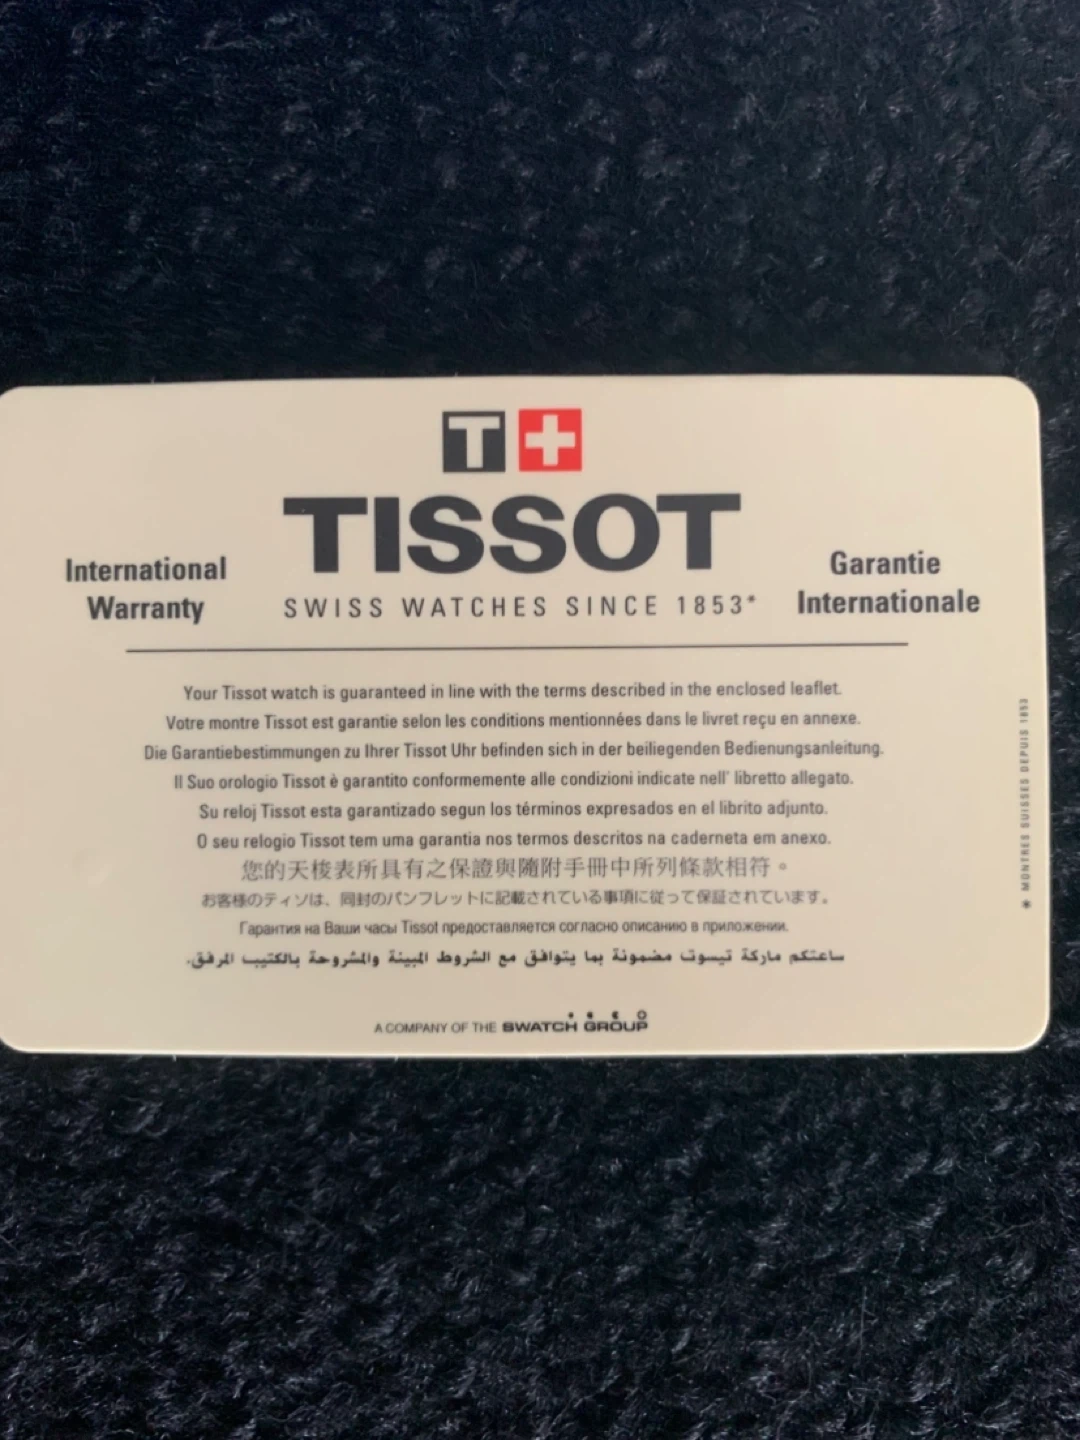 T
TISSOT
SWISS WATCHES SINCE 1853*
International
Warranty
Garantie
Internationale
Your Tissot watch is guaranteed in line with the terms described in the enclosed leaflet.
Votre montre Tissot est garantie selon les conditions mentionnées dans le livret reçu en annexe.
Die Garantiebestimmungen zu Ihrer Tissot Uhr befinden sich in der beiliegenden Bedienungsanleitung.
Il Suo orologio Tissot è garantito conformemente alle condizioni indicate nell' libretto allegato.
Su reloj Tissot esta garantizado segun los términos expresados en el librito adjunto.
O seu relogio Tissot tem uma garantia nos termos descritos na caderneta em anexo.
您的天梭表所具有之保證與隨附手冊中所列條款相符。
お客様のティソは、同封のパンフレットに記載されている事項に従って保証されています。
Гарантия на Ваши часы Tissot предоставляется согласно описанию в приложении.
ساعتكم ماركة تيسوت مضمونة بما يتوافق مع الشروط المبينة والمشروحة بالكتيب المرفق.
A COMPANY OF THE SWATCH GROUP
* MONTRES SUISSES DEPUIS 1853